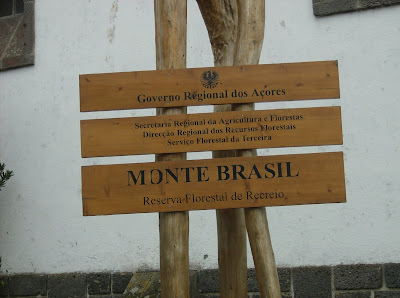 Governo Regional dos Açores
Secretaria Regional da Agricultura e Florestas
Direcção Regional dos Recursos Florestais
Serviço Florestal da Terceira
MONTE BRASIL
Reserva Florestal de Recreio